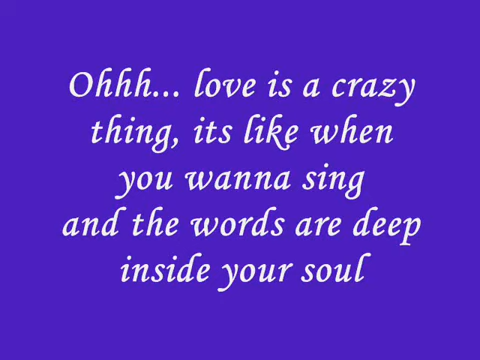 Ohhh... love is a crazy
thing, its like when
you wanna sing
and the words are deep
inside your soul